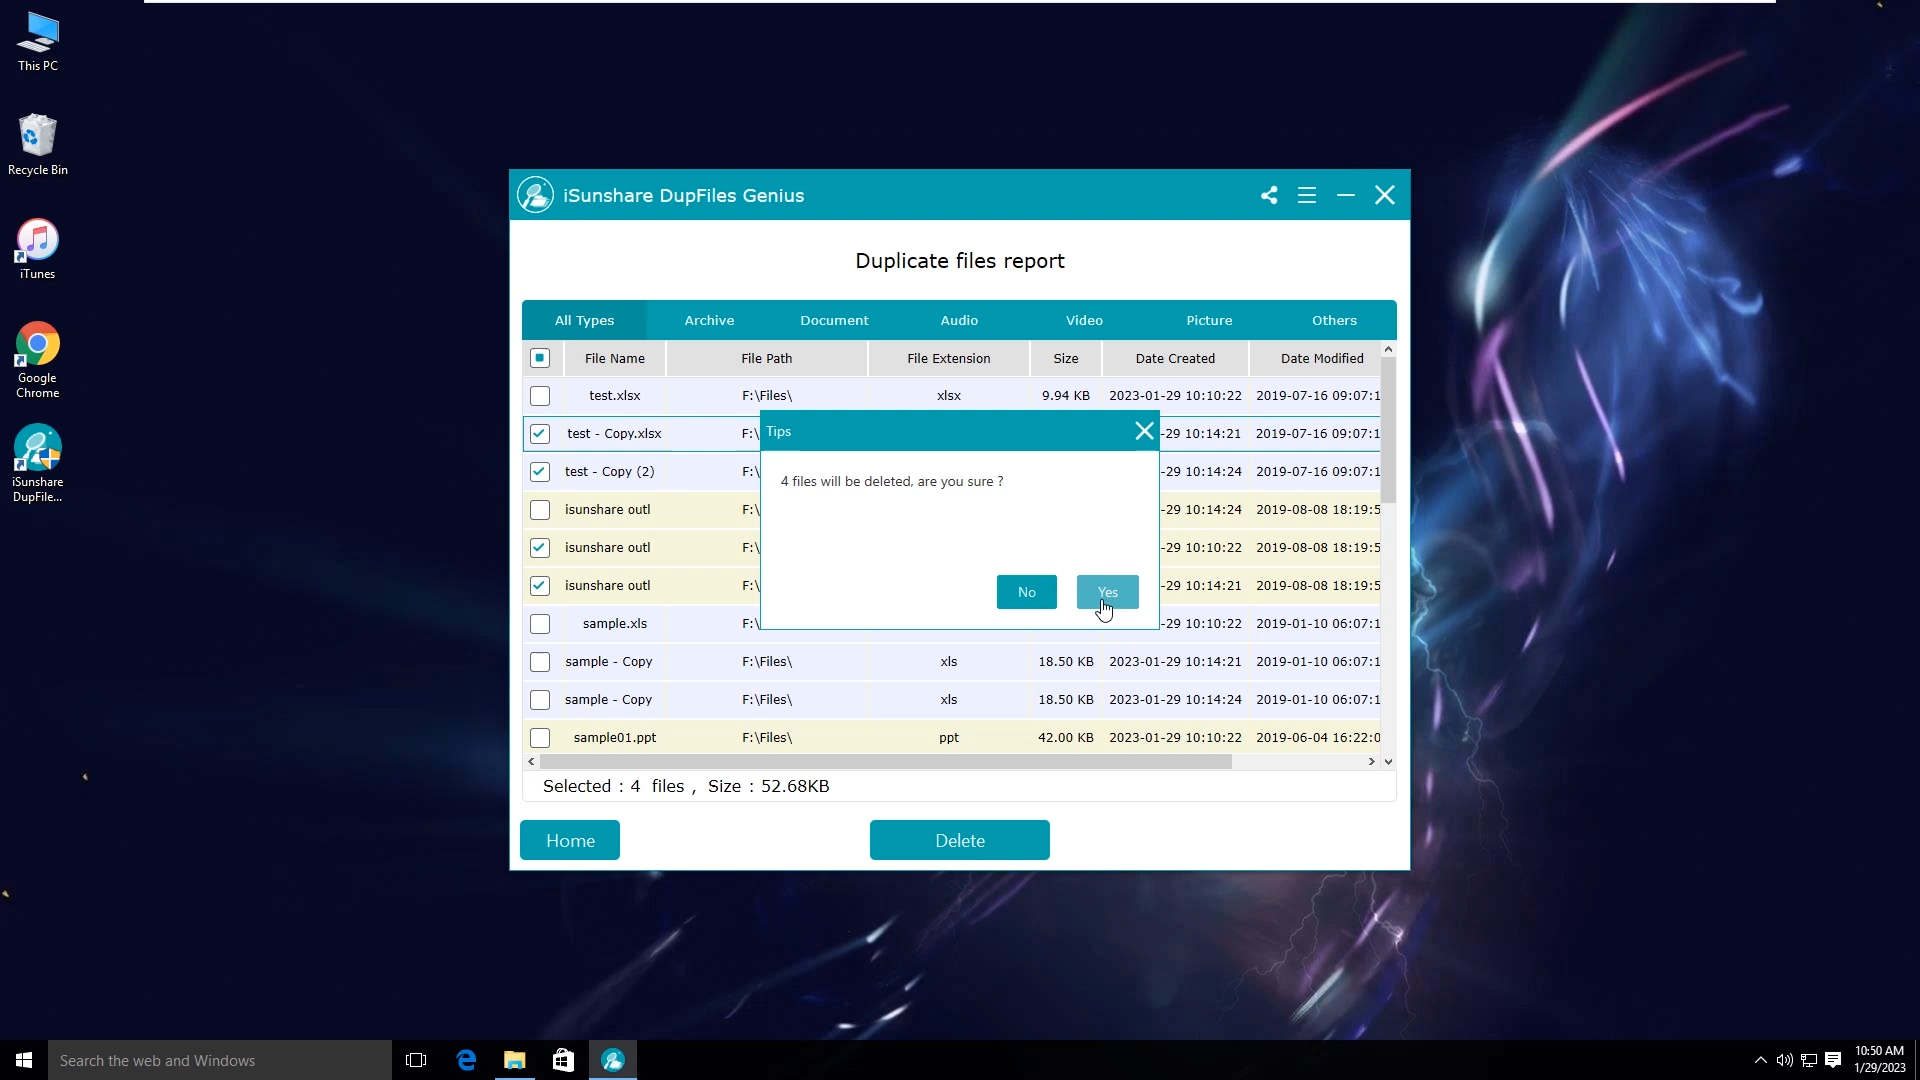 This PC
Recycle Bin
iTunes
Google
Chrome
iSunshare
DupFile...
iSunshare DupFiles Genius
Duplicate files report
All Types Archive Document Audio Video Picture Others
File Name File Path File Extension Size Date Created Date Modified
test.xlsx F:\Files\ xlsx 9.94 KB 2023-01-29 10:10:22 2019-07-16 09:07:1
test - Copy.xlsx F:\ -29 10:14:21 2019-07-16 09:07:1
test - Copy (2) F:\ -29 10:14:24 2019-07-16 09:07:1
isunshare outl F:\ -29 10:14:24 2019-08-08 18:19:5
isunshare outl F:\ -29 10:10:22 2019-08-08 18:19:5
isunshare outl F:\ -29 10:14:21 2019-08-08 18:19:5
sample.xls F:\ -29 10:10:22 2019-01-10 06:07:1
sample - Copy F:\Files\ xls 18.50 KB 2023-01-29 10:14:21 2019-01-10 06:07:1
sample - Copy F:\Files\ xls 18.50 KB 2023-01-29 10:14:24 2019-01-10 06:07:1
sample01.ppt F:\Files\ ppt 42.00 KB 2023-01-29 10:10:22 2019-06-04 16:22:0
Tips
4 files will be deleted, are you sure ?
No Yes
Selected : 4 files , Size : 52.68KB
Home Delete
Search the web and Windows
10:50 AM
1/29/2023